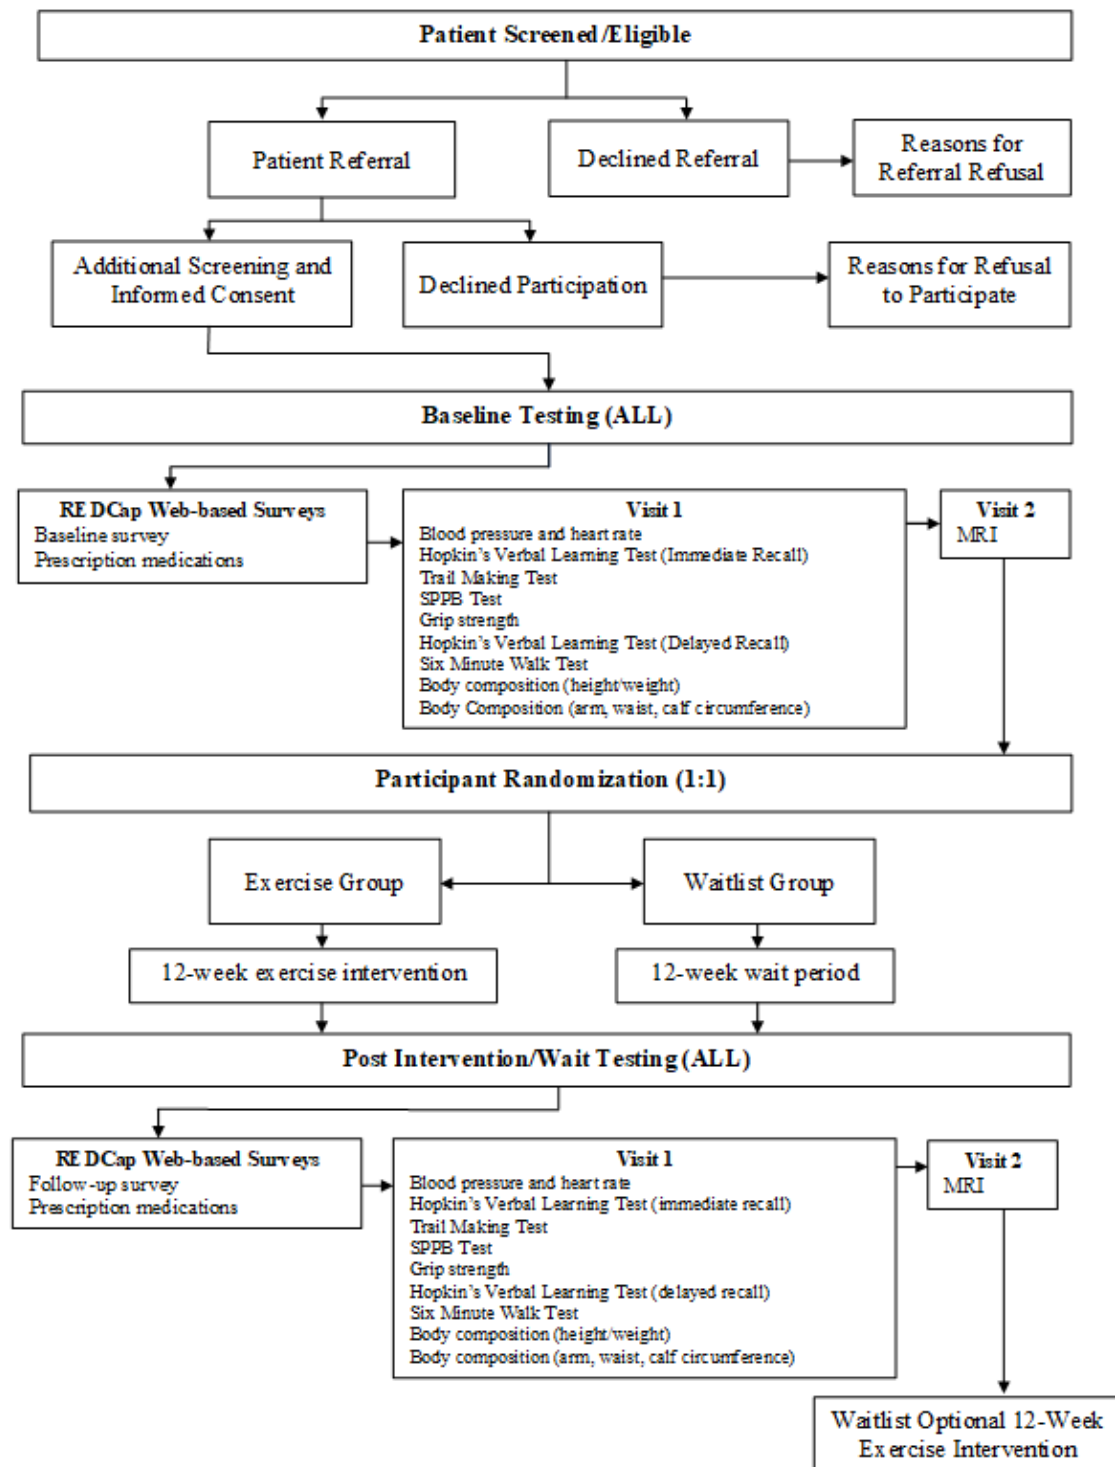 Patient Screened/Eligible
Patient Referral
Declined Referral
Reasons for
Referral Refusal
Additional Screening and
Informed Consent
Declined Participation
Reasons for Refusal
to Participate
Baseline Testing (ALL)
REDCap Web-based Surveys
Baseline survey
Prescription medications
Visit 1
Blood pressure and heart rate
Hopkin's Verbal Learning Test (Immediate Recall)
Trail Making Test
SPPB Test
Grip strength
Hopkin's Verbal Learning Test (Delayed Recall)
Six Minute Walk Test
Body composition (height/weight)
Body Composition (arm, waist, calf circumference)
Visit 2
MRI
Participant Randomization (1:1)
Exercise Group
Waitlist Group
12-week exercise intervention
12-week wait period
Post Intervention/Wait Testing (ALL)
REDCap Web-based Surveys
Follow-up survey
Prescription medications
Visit 1
Blood pressure and heart rate
Hopkin's Verbal Learning Test (immediate recall)
Trail Making Test
SPPB Test
Grip strength
Hopkin's Verbal Learning Test (delayed recall)
Six Minute Walk Test
Body composition (height/weight)
Body composition (arm, waist, calf circumference)
Visit 2
MRI
Waitlist Optional 12-Week
Exercise Intervention